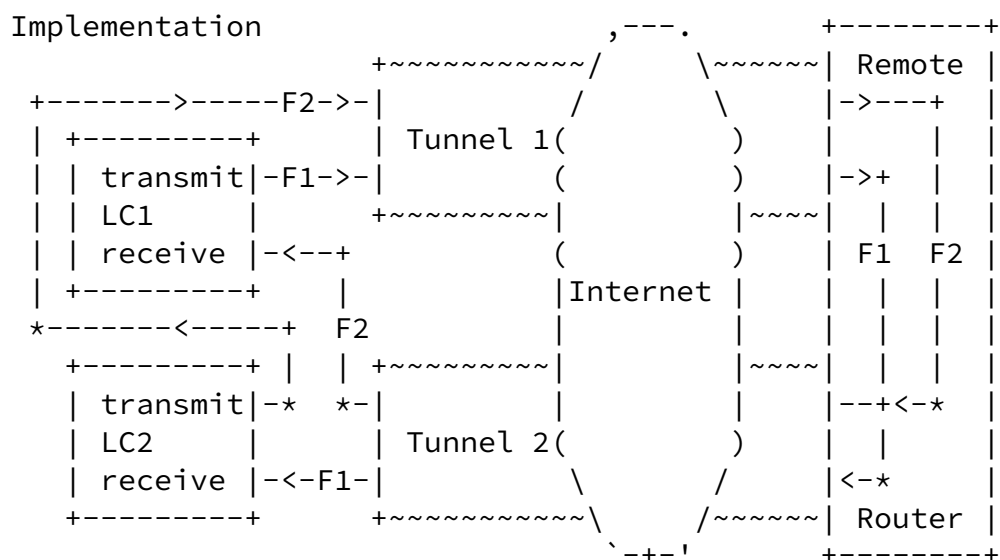 Implementation                   ,---.       +--------+
                    +~~~~~~~~~~~/     \~~~~~~| Remote |
 +------->-----F2->-|          /       \     |->---+  |
 | +---------+      | Tunnel 1(         )    |     |  |
 | | transmit|-F1->-|         (         )    |->+  |  |
 | | LC1     |      +~~~~~~~~~|         |~~~~|  |  |  |
 | | receive |-<--+           (         )    | F1  F2 |
 | +---------+    |           |Internet |    |  |  |  |
 *-------<-----+  F2          |         |    |  |  |  |
   +---------+ |  | +~~~~~~~~~|         |~~~~|  |  |  |
   | transmit|-*  *-|         |         |    |--+<-*  |
   | LC2     |      | Tunnel 2(         )    |  |     |
   | receive |-<-F1-|          \       /     |<-*     |
   +---------+      +~~~~~~~~~~~\     /~~~~~~| Router |
                                 `-+-'       +--------+